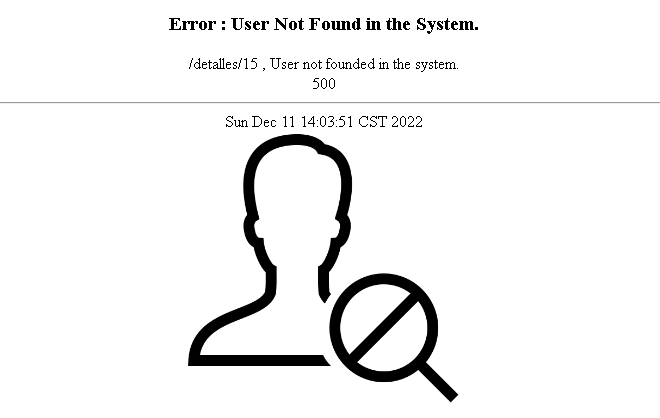 Error : User Not Found in the System.
/detalles/15 , User not founded in the system.
500
Sun Dec 11 14:03:51 CST 2022